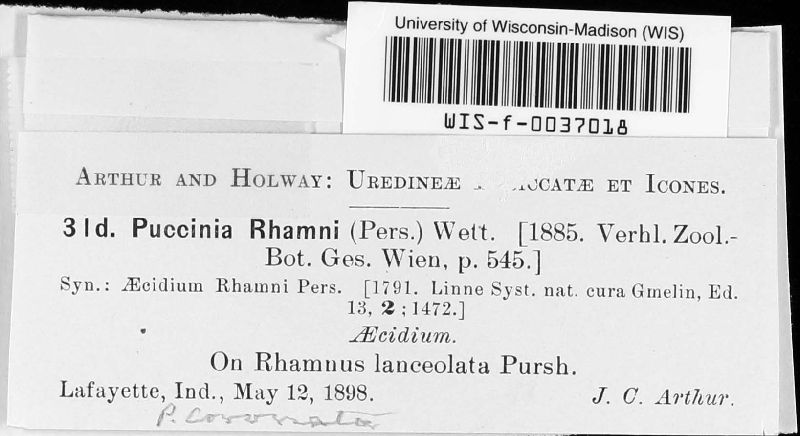 University of Wisconsin-Madison (WIS)
WIS-f-0037018
ARTHUR AND HOLWAY: UREDINEÆ ET ICONES.
31d. Puccinia Rhamni (Pers.) Wett. [1885. Verhl. Zool.-
Bot. Ges. Wien, p. 545.]
Syn.: Æcidium Rhamni Pers. [1791. Linne Syst. nat. cura Gmelin, Ed.
13, 2 ; 1472.]
Æcidium.
On Rhamnus lanceolata Pursh.
Lafayette, Ind., May 12, 1898. J. C. Arthur.
P. coronata